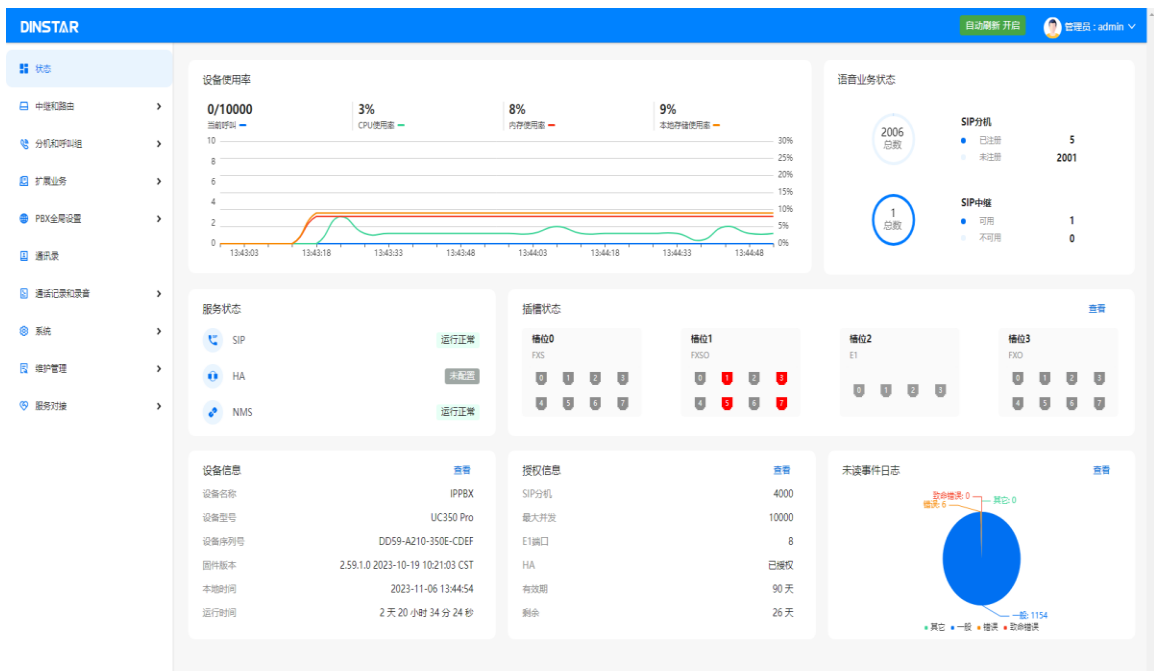 DINSTAR
自动刷新 开启
管理员 : admin
状态
中继和路由
分机和呼叫组
扩展业务
PBX全局设置
通讯录
通话记录和录音
系统
维护管理
服务对接
设备使用率
0/10000 3% 8% 9%
当前呼叫 CPU使用率 内存使用率 本地存储使用率
10 30%
8 25%
6 20%
15%
4 10%
2 5%
0 0%
13:43:03 13:43:18 13:43:33 13:43:48 14:44:03 13:44:18 13:44:33 13:44:48
语音业务状态
2006
总数
SIP分机
已注册 5
未注册 2001
1
总数
SIP中继
可用 1
不可用 0
服务状态
SIP 运行正常
HA 未配置
NMS 运行正常
插槽状态 查看
槽位0 槽位1 槽位2 槽位3
FXS FXSO E1 FXO
0 1 2 3 0 1 2 3 0 1 2 3 0 1 2 3
4 5 6 7 4 5 6 7 4 5 6 7
设备信息 查看
设备名称 IPPBX
设备型号 UC350 Pro
设备序列号 DD59-A210-350E-CDEF
固件版本 2.59.1.0 2023-10-19 10:21:03 CST
本地时间 2023-11-06 13:44:54
运行时间 2 天 20 小时 34 分 24 秒
授权信息 查看
SIP分机 4000
最大并发 10000
E1端口 8
HA 已授权
有效期 90 天
剩余 26 天
未读事件日志 查看
致命错误: 0 其它: 0
错误: 6
一般: 1154
其它 一般 错误 致命错误